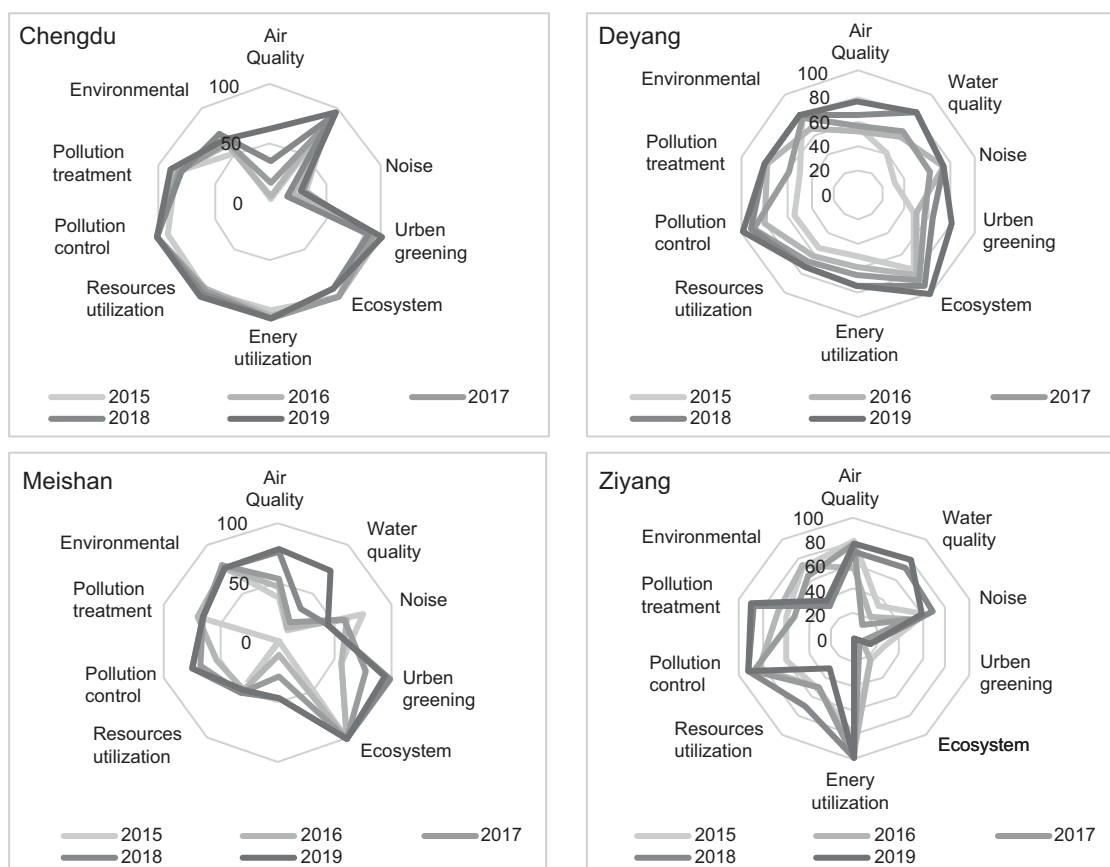 Chengdu
Air
Quality
100
Environmental
50
Pollution
treatment
Noise
0
Pollution
control
Urben
greening
Resources
utilization
Ecosystem
Enery
utilization
2015
2016
2017
2018
2019
Deyang
Air
Quality
100
Environmental
Water
quality
80
60
Pollution
treatment
40
Noise
20
0
Pollution
control
Urben
greening
Resources
utilization
Ecosystem
Enery
utilization
2015
2016
2017
2018
2019
Meishan
Air
Quality
100
Environmental
Water
quality
50
Pollution
treatment
Noise
0
Pollution
control
Urben
greening
Resources
utilization
Ecosystem
2015
2016
2017
2018
2019
Ziyang
Air
Quality
100
Environmental
Water
quality
80
60
Pollution
treatment
40
Noise
20
0
Pollution
control
Urben
greening
Resources
utilization
Ecosystem
Enery
utilization
2015
2016
2017
2018
2019